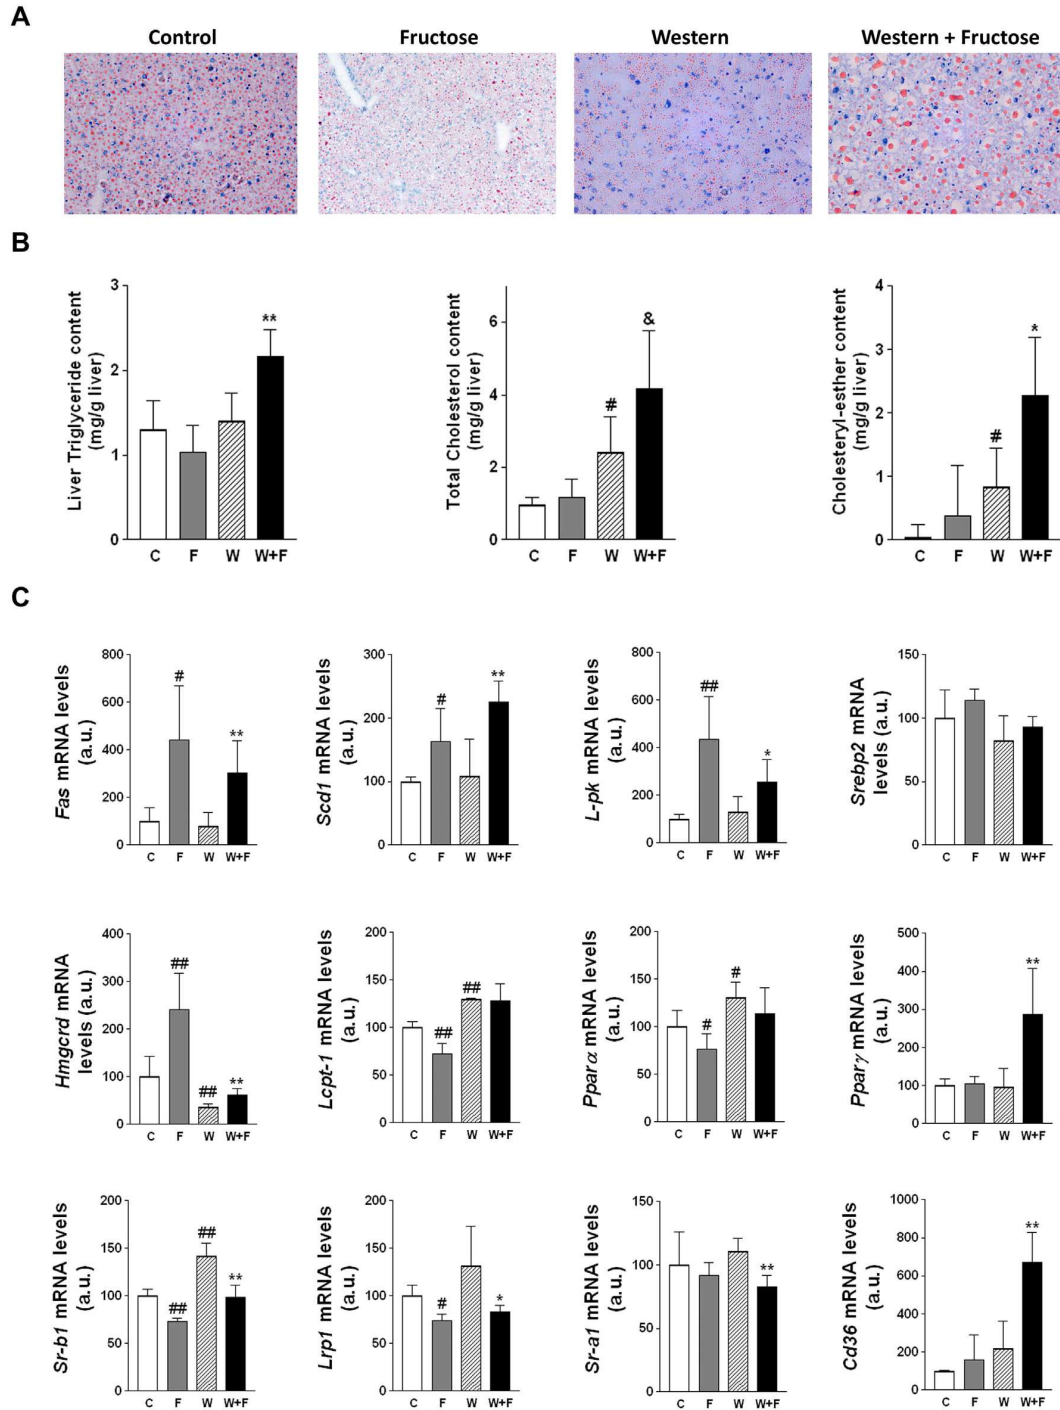 A
Control Fructose Western Western + Fructose
B
Liver Triglyceride content
(mg/g liver)
3
2
1
0
**
C F W W+F
Total Cholesterol content
(mg/g liver)
6
4
2
0
#
&
C F W W+F
Cholesteryl-esther content
(mg/g liver)
4
3
2
1
0
#
*
C F W W+F
C
Fas mRNA levels
(a.u.)
800
600
400
200
0
#
**
C F W W+F
Scd1 mRNA levels
(a.u.)
300
200
100
0
#
**
C F W W+F
L-pk mRNA levels
(a.u.)
800
600
400
200
0
##
*
C F W W+F
Srebp2 mRNA
levels (a.u.)
150
100
50
0
C F W W+F
Hmgcrd mRNA
levels (a.u.)
400
300
200
100
0
##
##
**
C F W W+F
Lcpt-1 mRNA levels
(a.u.)
200
150
100
50
0
##
##
C F W W+F
Pparα mRNA levels
(a.u.)
200
150
100
50
0
#
#
C F W W+F
Pparγ mRNA levels
(a.u.)
500
400
300
200
100
0
**
C F W W+F
Sr-b1 mRNA levels
(a.u.)
200
150
100
50
0
##
##
**
C F W W+F
Lrp1 mRNA levels
(a.u.)
200
150
100
50
0
#
*
C F W W+F
Sr-a1 mRNA levels
(a.u.)
150
100
50
0
**
C F W W+F
Cd36 mRNA levels
(a.u.)
1000
800
600
400
200
0
**
C F W W+F